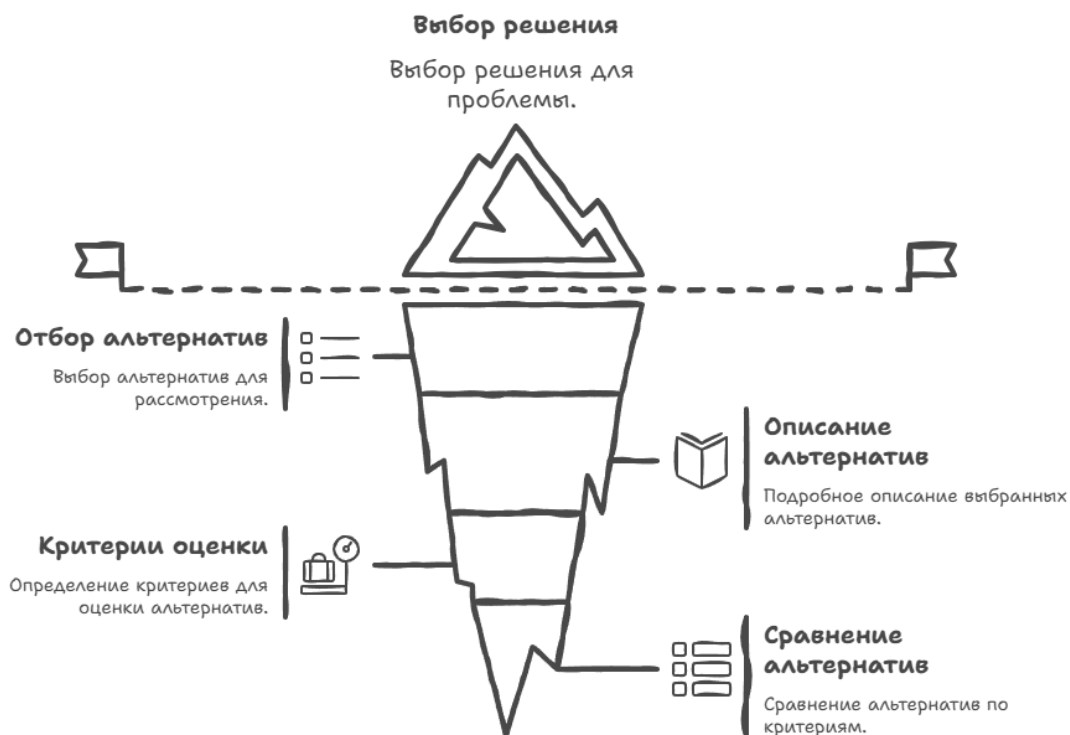 Выбор решения
Выбор решения для
проблемы.
Отбор альтернатив
Выбор альтернатив для
рассмотрения.
Описание
альтернатив
Подробное описание выбранных
альтернатив.
Критерии оценки
Определение критериев для
оценки альтернатив.
Сравнение
альтернатив
Сравнение альтернатив по
критериям.